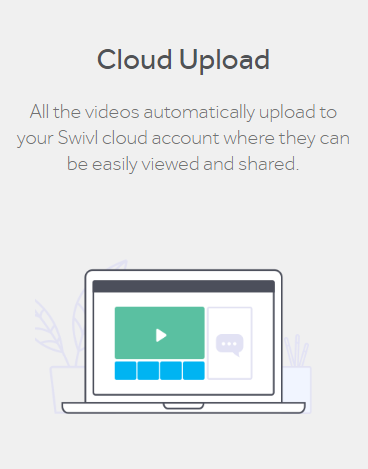 Cloud Upload
All the videos automatically upload to
your Swivl cloud account where they can
be easily viewed and shared.